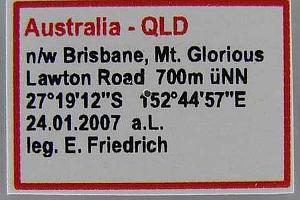 Australia - QLD
n/w Brisbane, Mt. Glorious
Lawton Road 700m üNN
27°19'12"S 152°44'57"E
24.01.2007 a.L.
leg. E. Friedrich